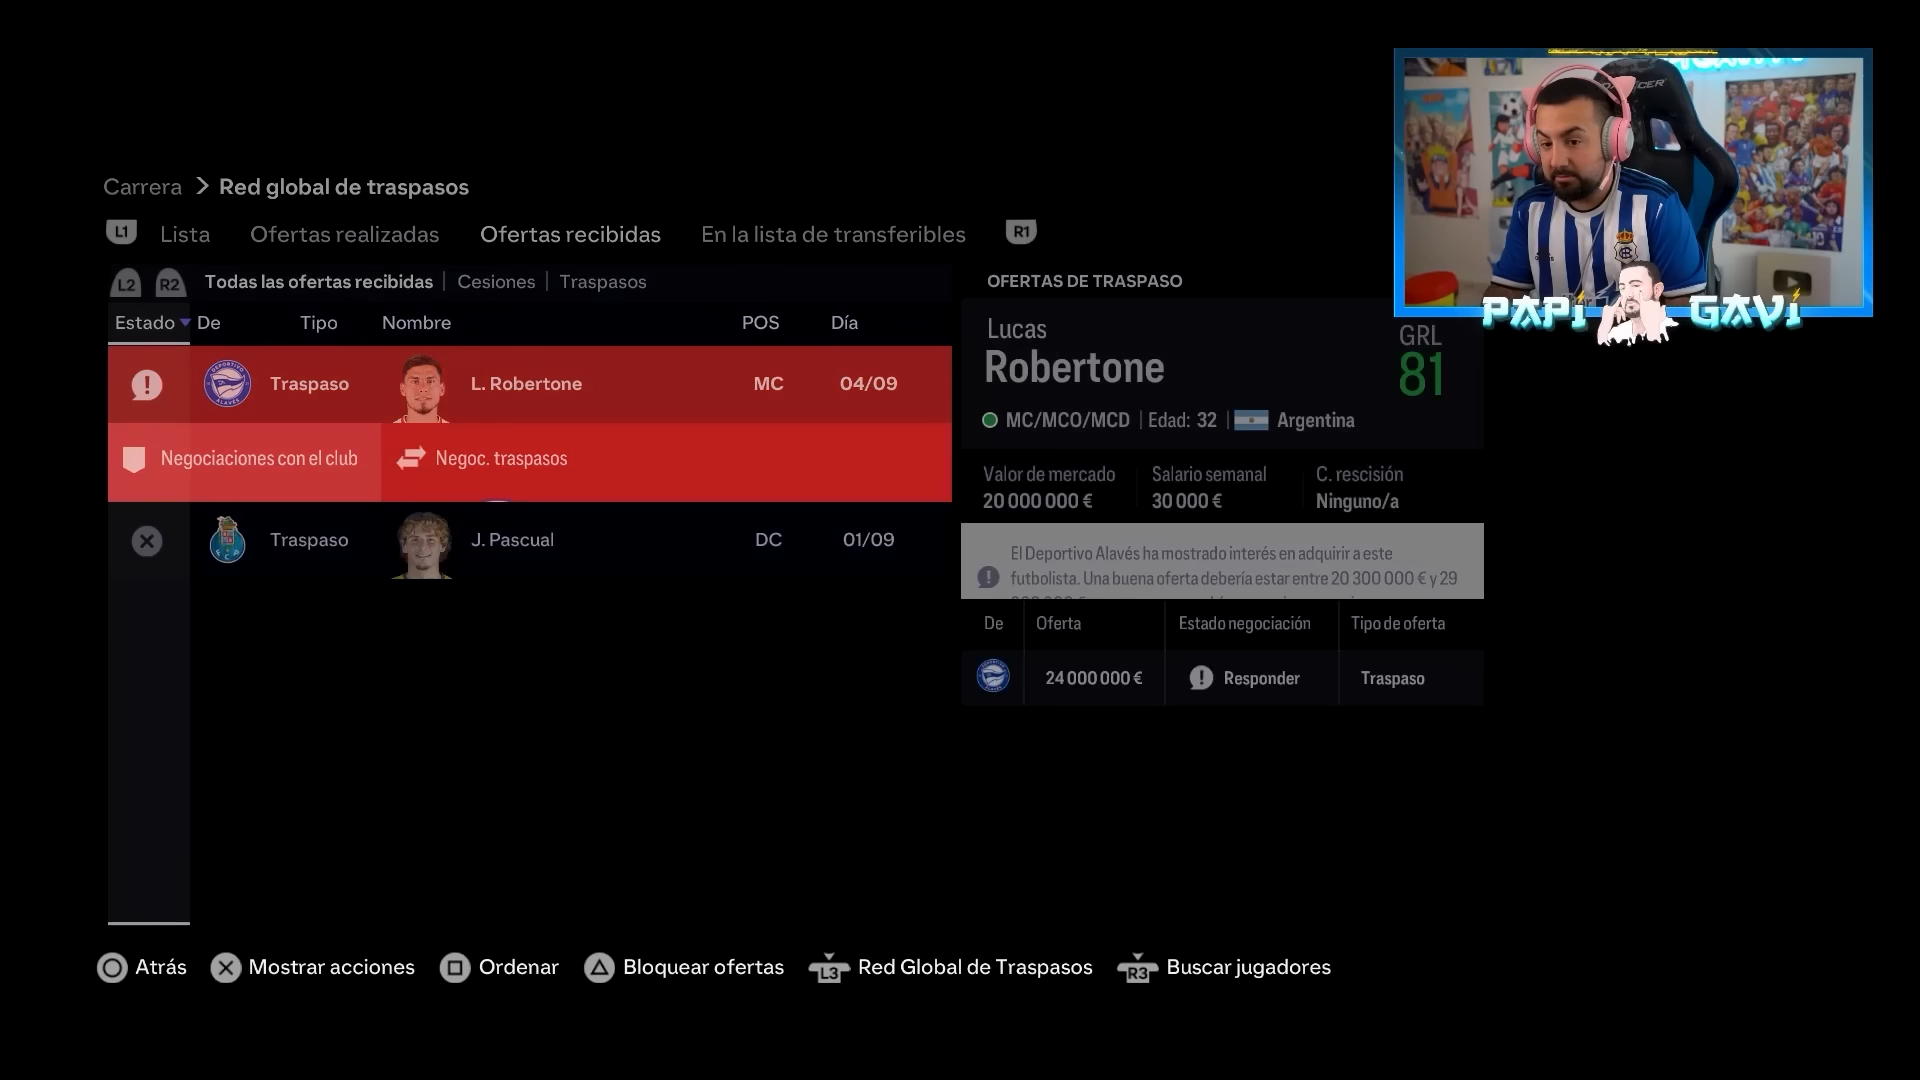 Carrera > Red global de traspasos
L1 Lista Ofertas realizadas Ofertas recibidas En la lista de transferibles R1
L2 R2 Todas las ofertas recibidas | Cesiones | Traspasos
Estado De Tipo Nombre POS Día
Traspaso L. Robertone MC 04/09
Negociaciones con el club Negoc. traspasos
Traspaso J. Pascual DC 01/09
OFERTAS DE TRASPASO
Lucas
Robertone
GRL
81
MC/MCO/MCD | Edad: 32 | Argentina
Valor de mercado Salario semanal C. rescisión
20 000 000 € 30 000 € Ninguno/a
El Deportivo Alavés ha mostrado interés en adquirir a este
futbolista. Una buena oferta debería estar entre 20 300 000 € y 29
De Oferta Estado negociación Tipo de oferta
24 000 000 € Responder Traspaso
PAPi GAVi
Atrás Mostrar acciones Ordenar Bloquear ofertas L3 Red Global de Traspasos R3 Buscar jugadores